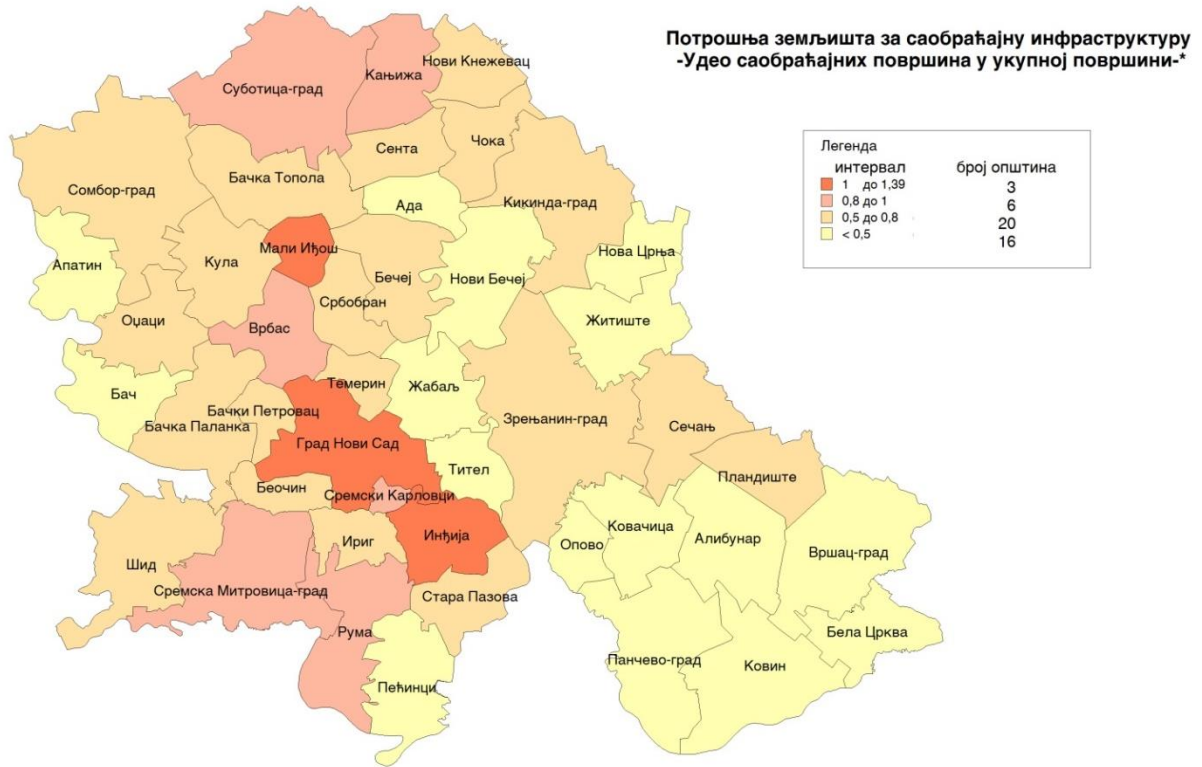 Потрошња земљишта за саобраћајну инфраструктуру
-Удео саобраћајних површина у укупној површини-*
Легенда
интервал број општина
1 до 1,39 3
0,8 до 1 6
0,5 до 0,8 20
< 0,5 16
Суботица-град
Кањижа
Нови Кнежевац
Сента
Чока
Сомбор-град
Бачка Топола
Ада
Кикинда-град
Мали Иђош
Апатин
Кула
Бечеј
Нови Бечеј
Нова Црња
Србобран
Оџаци
Врбас
Житиште
Темерин
Жабаљ
Бач
Бачки Петровац
Бачка Паланка
Зрењанин-град
Сечањ
Град Нови Сад
Тител
Пландиште
Беочин
Сремски Карловци
Ковачица
Инђија
Ириг
Опово
Алибунар
Вршац-град
Шид
Сремска Митровица-град
Стара Пазова
Рума
Бела Црква
Панчево-град
Ковин
Пећинци